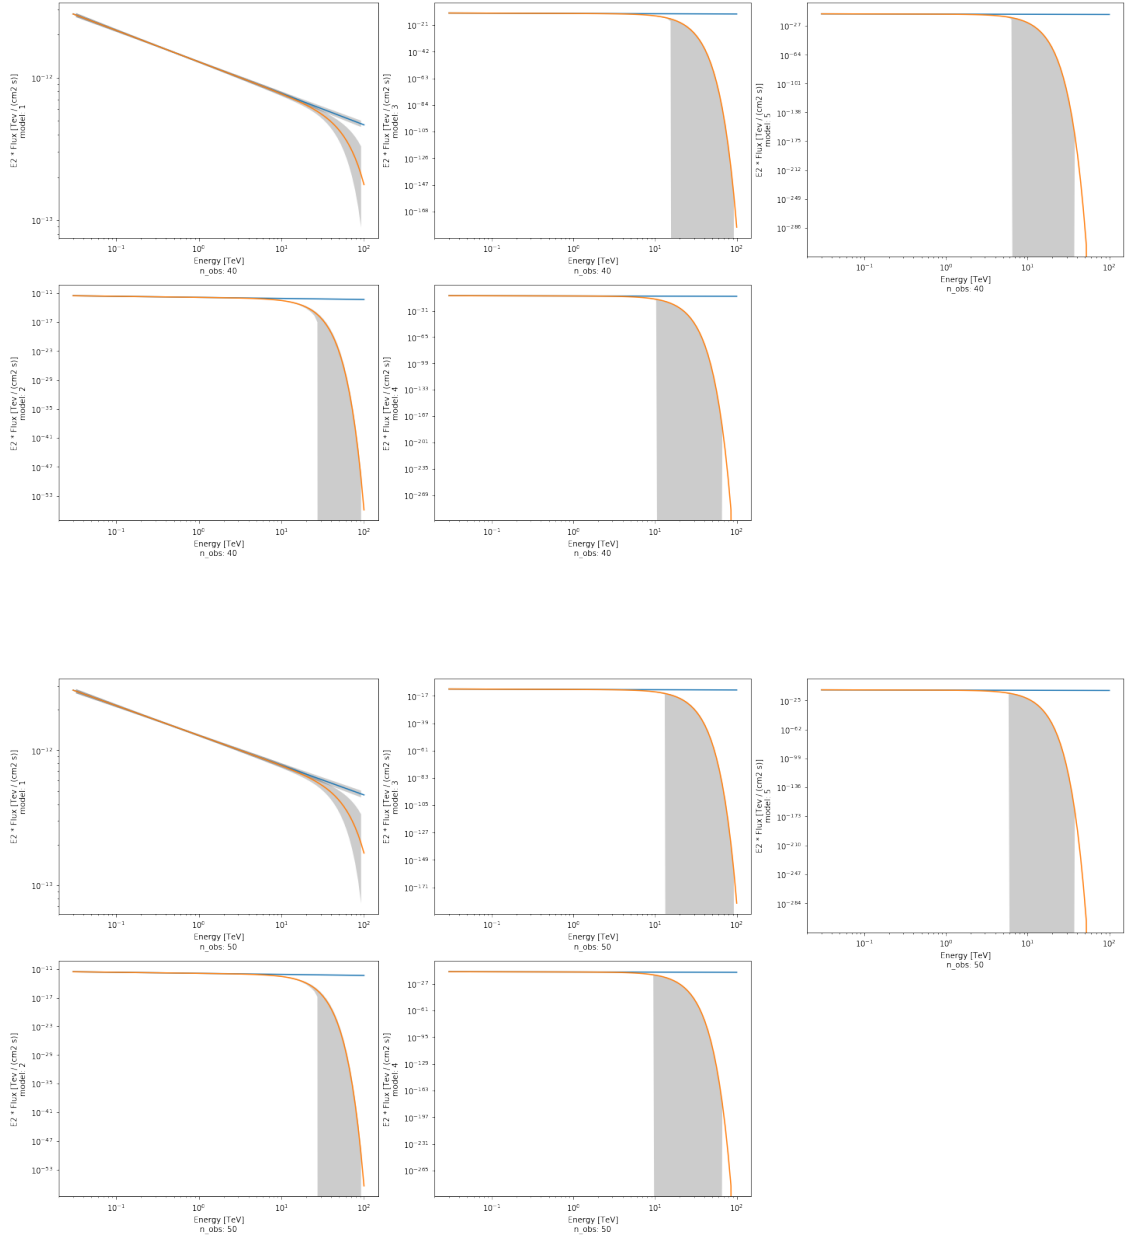 E2 * Flux [Tev / (cm2 s)]
model: 1
10⁻¹²
10⁻¹³
10⁻¹ 10⁰ 10¹ 10²
Energy [TeV]
n_obs: 40
E2 * Flux [Tev / (cm2 s)]
model: 3
10⁻²¹
10⁻⁴²
10⁻⁶³
10⁻⁸⁴
10⁻¹⁰⁵
10⁻¹²⁶
10⁻¹⁴⁷
10⁻¹⁶⁸
10⁻¹ 10⁰ 10¹ 10²
Energy [TeV]
n_obs: 40
E2 * Flux [Tev / (cm2 s)]
model: 5
10⁻²⁷
10⁻⁶⁴
10⁻¹⁰¹
10⁻¹³⁸
10⁻¹⁷⁵
10⁻²¹²
10⁻²⁴⁹
10⁻²⁸⁶
10⁻¹ 10⁰ 10¹ 10²
Energy [TeV]
n_obs: 40
E2 * Flux [Tev / (cm2 s)]
model: 2
10⁻¹¹
10⁻¹⁷
10⁻²³
10⁻²⁹
10⁻³⁵
10⁻⁴¹
10⁻⁴⁷
10⁻⁵³
10⁻¹ 10⁰ 10¹ 10²
Energy [TeV]
n_obs: 40
E2 * Flux [Tev / (cm2 s)]
model: 4
10⁻³¹
10⁻⁶⁵
10⁻⁹⁹
10⁻¹³³
10⁻¹⁶⁷
10⁻²⁰¹
10⁻²³⁵
10⁻²⁶⁹
10⁻¹ 10⁰ 10¹ 10²
Energy [TeV]
n_obs: 40
E2 * Flux [Tev / (cm2 s)]
model: 1
10⁻¹²
10⁻¹³
10⁻¹ 10⁰ 10¹ 10²
Energy [TeV]
n_obs: 50
E2 * Flux [Tev / (cm2 s)]
model: 3
10⁻¹⁷
10⁻³⁹
10⁻⁶¹
10⁻⁸³
10⁻¹⁰⁵
10⁻¹²⁷
10⁻¹⁴⁹
10⁻¹⁷¹
10⁻¹ 10⁰ 10¹ 10²
Energy [TeV]
n_obs: 50
E2 * Flux [Tev / (cm2 s)]
model: 5
10⁻²⁵
10⁻⁶²
10⁻⁹⁹
10⁻¹³⁶
10⁻¹⁷³
10⁻²¹⁰
10⁻²⁴⁷
10⁻²⁸⁴
10⁻¹ 10⁰ 10¹ 10²
Energy [TeV]
n_obs: 50
E2 * Flux [Tev / (cm2 s)]
model: 2
10⁻¹¹
10⁻¹⁷
10⁻²³
10⁻²⁹
10⁻³⁵
10⁻⁴¹
10⁻⁴⁷
10⁻⁵³
10⁻¹ 10⁰ 10¹ 10²
Energy [TeV]
n_obs: 50
E2 * Flux [Tev / (cm2 s)]
model: 4
10⁻²⁷
10⁻⁶¹
10⁻⁹⁵
10⁻¹²⁹
10⁻¹⁶³
10⁻¹⁹⁷
10⁻²³¹
10⁻²⁶⁵
10⁻¹ 10⁰ 10¹ 10²
Energy [TeV]
n_obs: 50